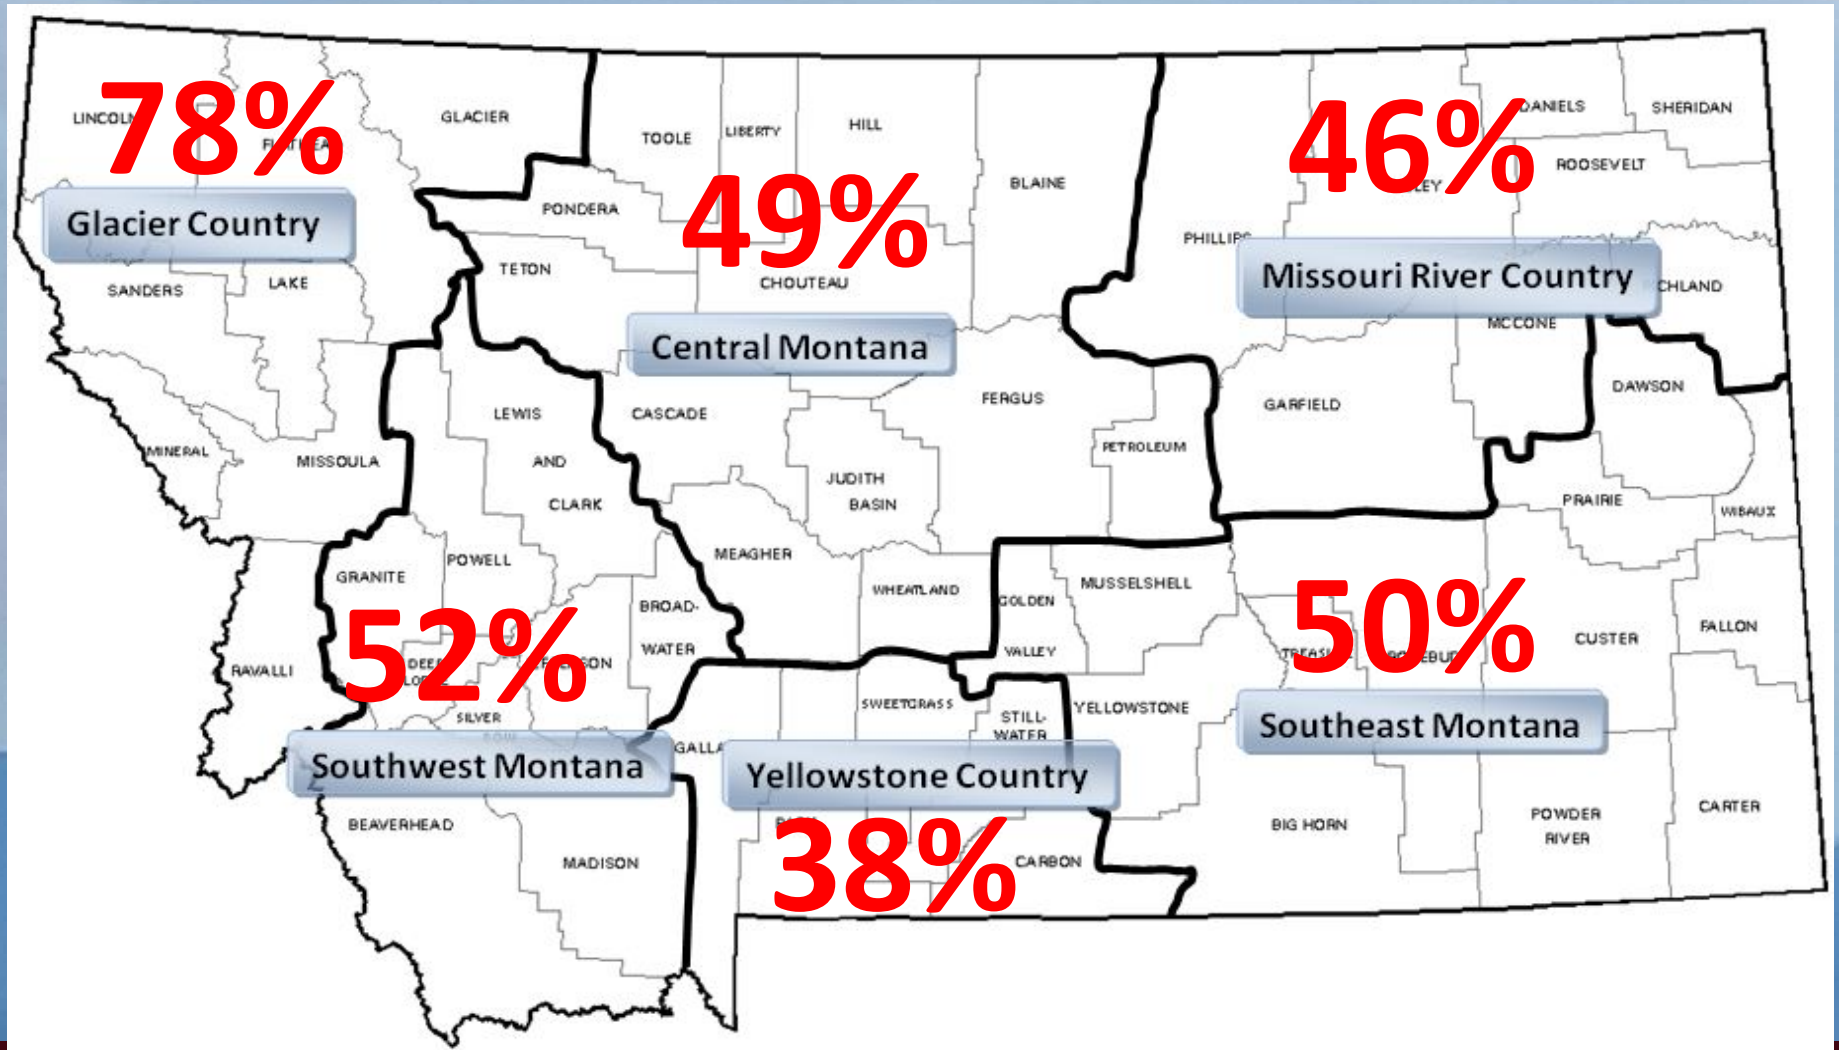 78%
GLACIER
Glacier Country
SANDERS
LAKE
MINERAL
MISSOULA
RAVALLI
TOOLE
LIBERTY
HILL
BLAINE
PONDERA
49%
TETON
CHOUTEAU
Central Montana
CASCADE
FERGUS
PETROLEUM
JUDITH
BASIN
MEAGHER
WHEATLAND
46%
DANIELS
SHERIDAN
ROOSEVELT
PHILLIPS
Missouri River Country
MCCONE
GARFIELD
LEWIS
AND
CLARK
POWELL
GRANITE
BROAD-
WATER
52%
SILVER
Southwest Montana
BEAVERHEAD
MADISON
SWEETGRASS
STILL-
WATER
Yellowstone Country
38%
CARBON
DAWSON
PRAIRIE
WIBAUX
GOLDEN
VALLEY
MUSSELSHELL
50%
CUSTER
FALLON
YELLOWSTONE
Southeast Montana
BIG HORN
POWDER
RIVER
CARTER